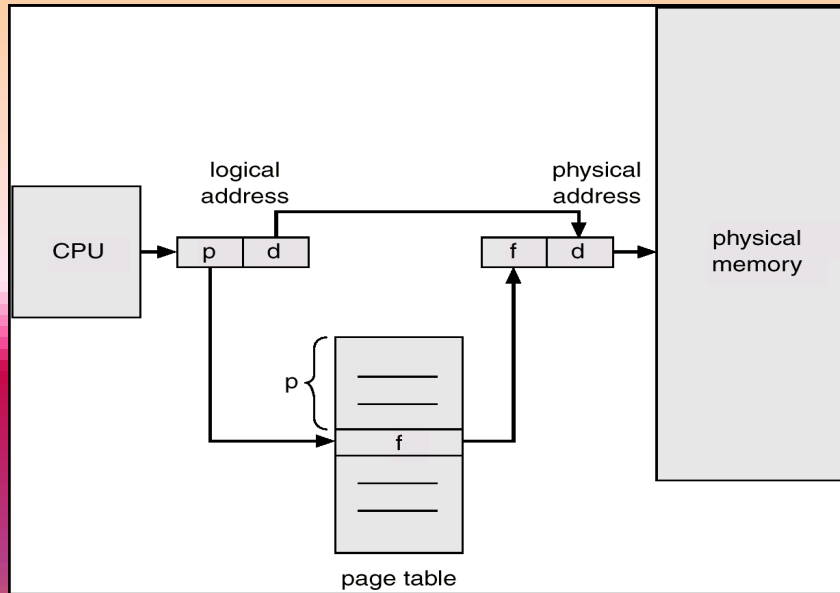 logical
address
physical
address
CPU
p
d
f
d
physical
memory
p
f
page table